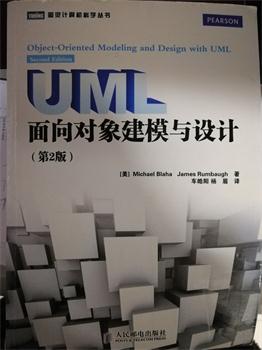 图灵计算机科学丛书
PEARSON
Object-Oriented Modeling and Design with UML
Second Edition
UML
面向对象建模与设计
(第2版)
[美] Michael Blaha James Rumbaugh 著
车皓阳 杨眉 译
人民邮电出版社
POSTS & TELECOM PRESS